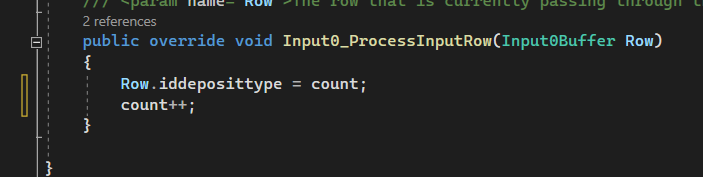 /// <param name="Row">The row that is currently passing through t
2 references
public override void Input0_ProcessInputRow(Input0Buffer Row)
{
Row.iddeposittype = count;
count++;
}
}